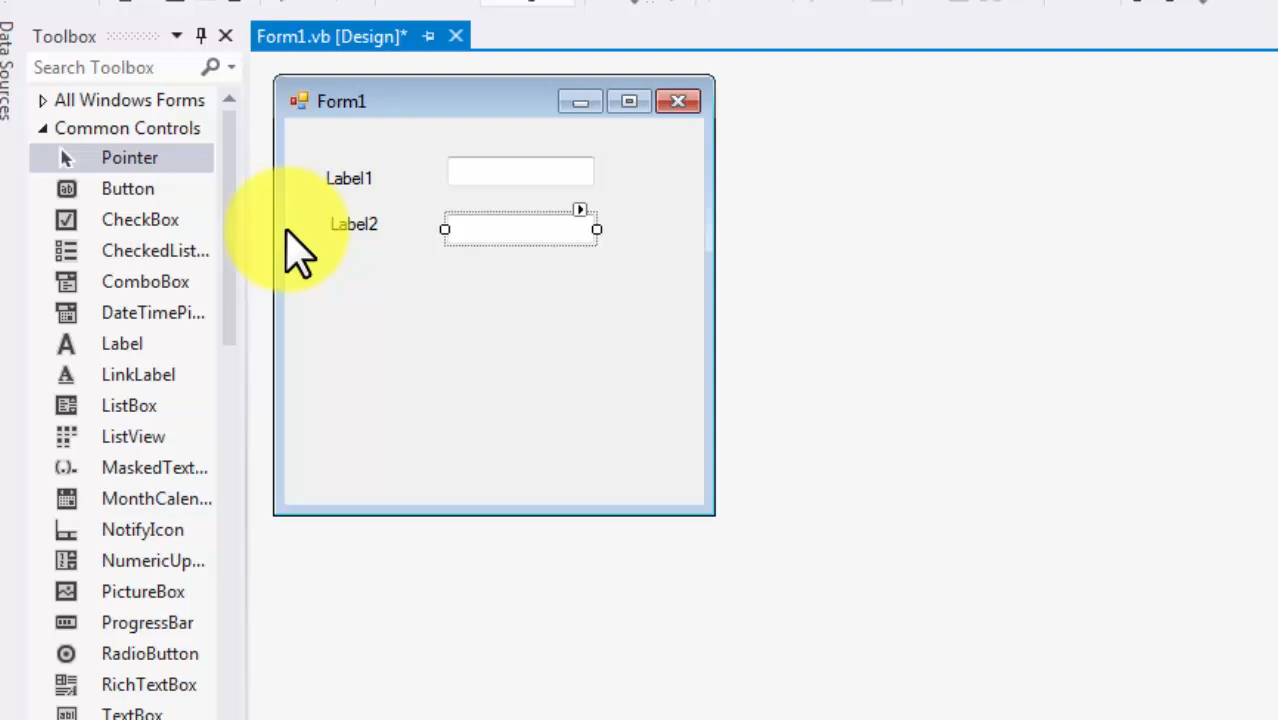 Data Sources
Toolbox
Form1.vb [Design]*
Search Toolbox
All Windows Forms
Common Controls
Pointer
Button
CheckBox
CheckedList...
ComboBox
DateTimePi...
Label
LinkLabel
ListBox
ListView
MaskedText...
MonthCalen...
NotifyIcon
NumericUp...
PictureBox
ProgressBar
RadioButton
RichTextBox
TextBox
Form1
Label1
Label2